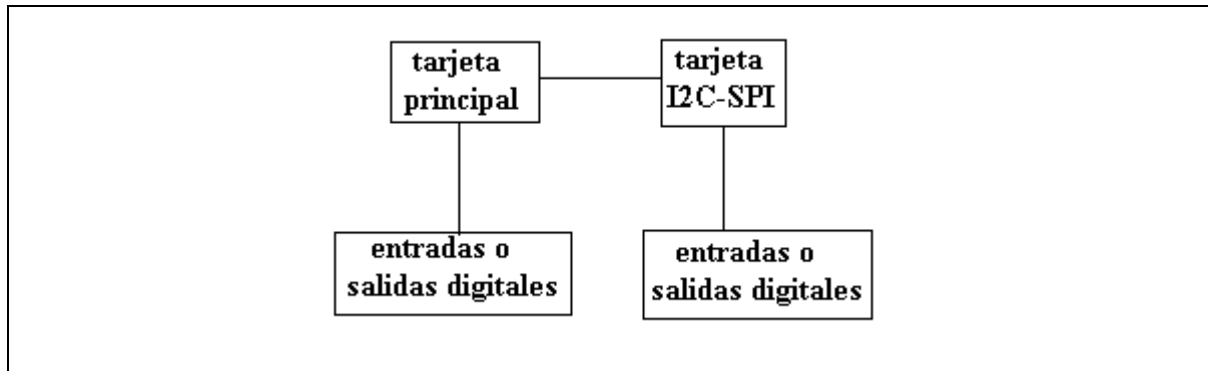 tarjeta
principal
tarjeta
I2C-SPI
entradas o
salidas digitales
entradas o
salidas digitales